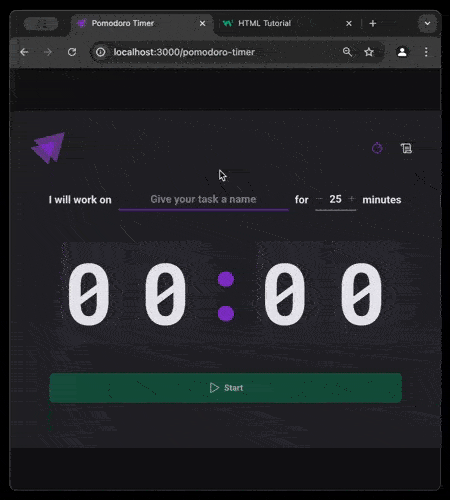 Pomodoro Timer
HTML Tutorial
localhost:3000/pomodoro-timer
I will work on Give your task a name for − 25 + minutes
00:00
Start